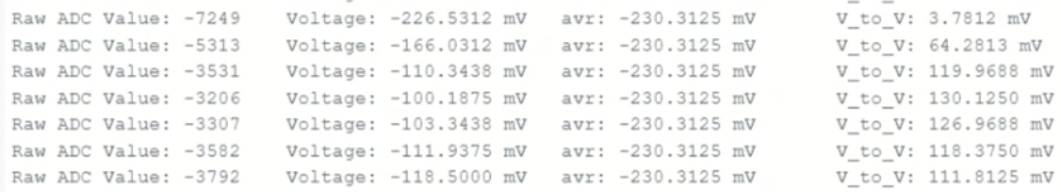 Raw ADC Value: -7249 Voltage: -226.5312 mV avr: -230.3125 mV V_to_V: 3.7812 mV
Raw ADC Value: -5313 Voltage: -166.0312 mV avr: -230.3125 mV V_to_V: 64.2813 mV
Raw ADC Value: -3531 Voltage: -110.3438 mV avr: -230.3125 mV V_to_V: 119.9688 mV
Raw ADC Value: -3206 Voltage: -100.1875 mV avr: -230.3125 mV V_to_V: 130.1250 mV
Raw ADC Value: -3307 Voltage: -103.3438 mV avr: -230.3125 mV V_to_V: 126.9688 mV
Raw ADC Value: -3582 Voltage: -111.9375 mV avr: -230.3125 mV V_to_V: 118.3750 mV
Raw ADC Value: -3792 Voltage: -118.5000 mV avr: -230.3125 mV V_to_V: 111.8125 mV